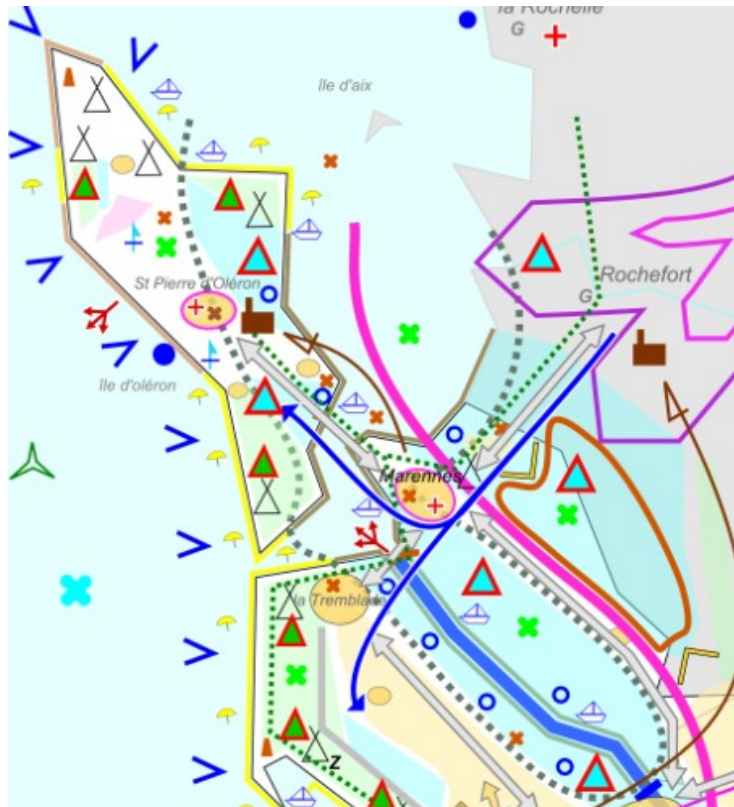 la Rochelle
G
île d'aix
St Pierre d'Oléron
Rochefort
G
île d'oléron
Marennes
la Tremblade
z